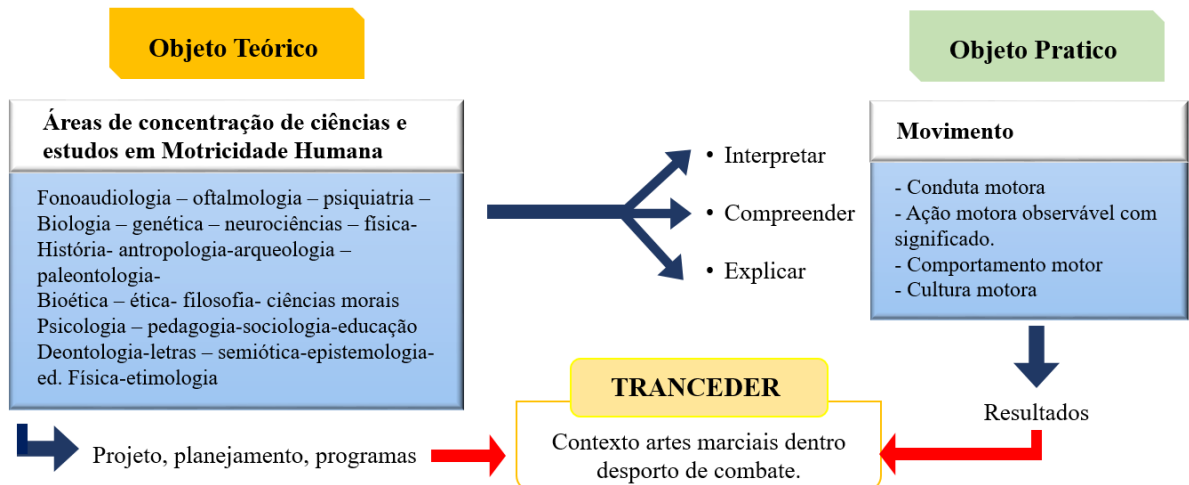 Objeto Teórico
Áreas de concentração de ciências e
estudos em Motricidade Humana
Fonoaudiologia – oftalmologia – psiquiatria –
Biologia – genética – neurociências – física-
História- antropologia-arqueologia –
paleontologia-
Bioética – ética- filosofia- ciências morais
Psicologia – pedagogia-sociologia-educação
Deontologia-letras – semiótica-epistemologia-
ed. Física-etimologia
Projeto, planejamento, programas
• Interpretar
• Compreender
• Explicar
Objeto Pratico
Movimento
- Conduta motora
- Ação motora observável com
significado.
- Comportamento motor
- Cultura motora
Resultados
TRANCEDER
Contexto artes marciais dentro
desporto de combate.